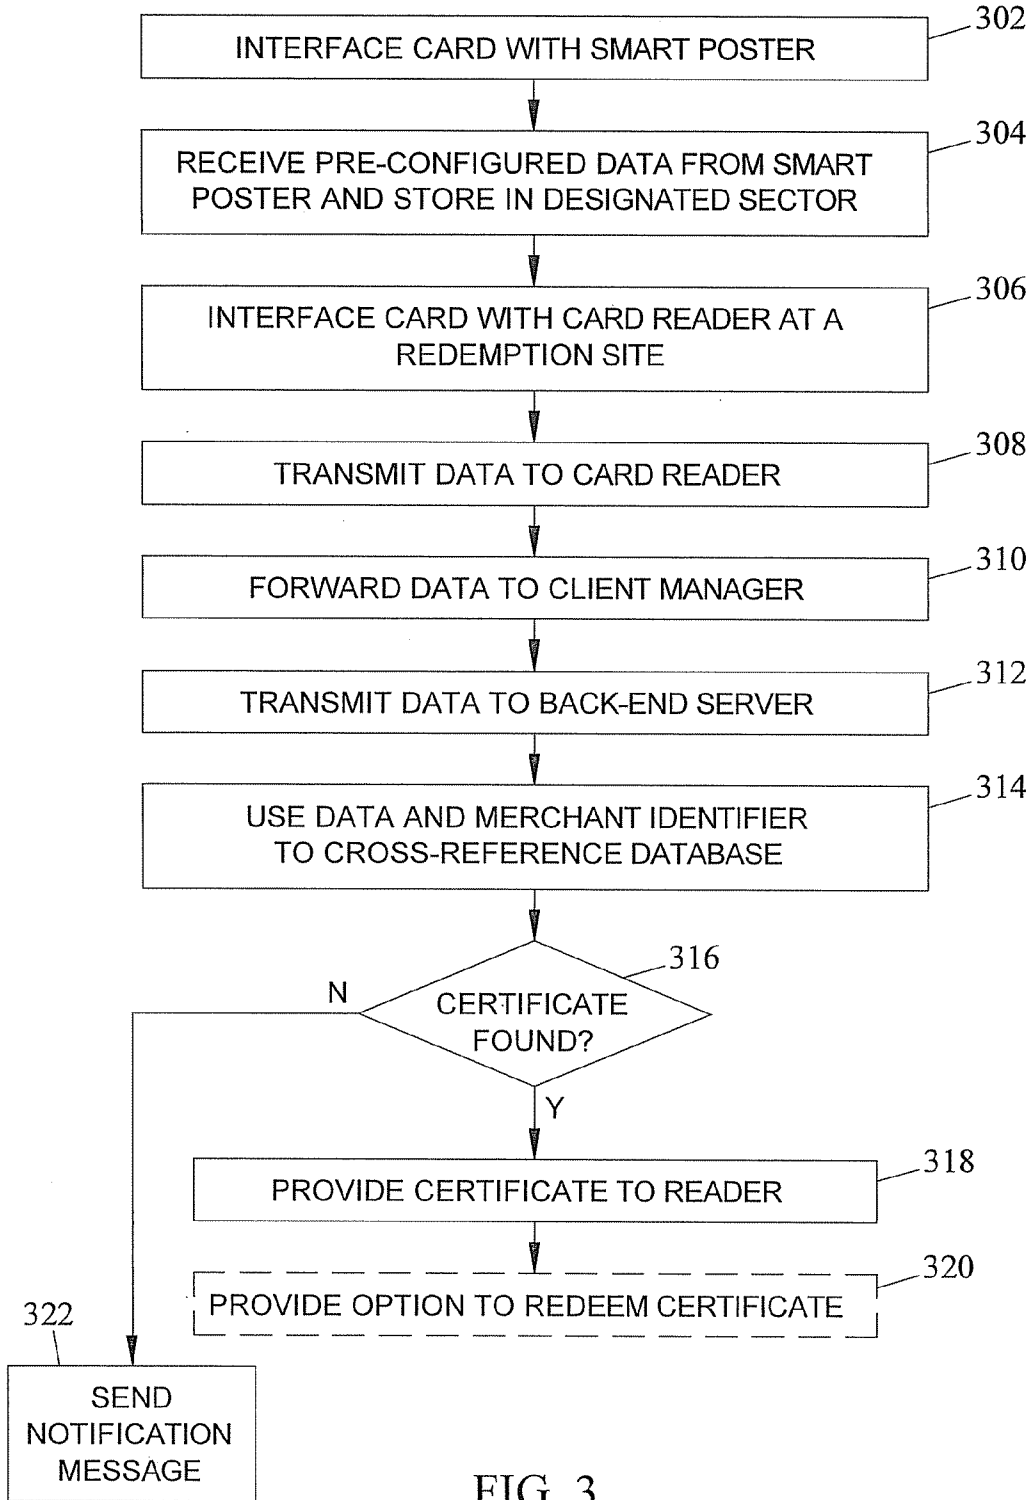 302
INTERFACE CARD WITH SMART POSTER
304
RECEIVE PRE-CONFIGURED DATA FROM SMART
POSTER AND STORE IN DESIGNATED SECTOR
306
INTERFACE CARD WITH CARD READER AT A
REDEMPTION SITE
308
TRANSMIT DATA TO CARD READER
310
FORWARD DATA TO CLIENT MANAGER
312
TRANSMIT DATA TO BACK-END SERVER
314
USE DATA AND MERCHANT IDENTIFIER
TO CROSS-REFERENCE DATABASE
316
N
CERTIFICATE
FOUND?
Y
318
PROVIDE CERTIFICATE TO READER
320
PROVIDE OPTION TO REDEEM CERTIFICATE
322
SEND
NOTIFICATION
MESSAGE
FIG. 3